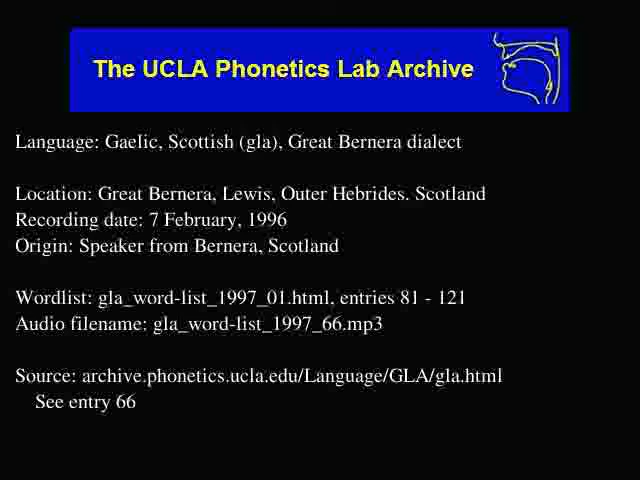 The UCLA Phonetics Lab Archive
Language: Gaelic, Scottish (gla), Great Bernera dialect
Location: Great Bernera, Lewis, Outer Hebrides. Scotland
Recording date: 7 February, 1996
Origin: Speaker from Bernera, Scotland
Wordlist: gla_word-list_1997_01.html, entries 81 - 121
Audio filename: gla_word-list_1997_66.mp3
Source: archive.phonetics.ucla.edu/Language/GLA/gla.html
See entry 66